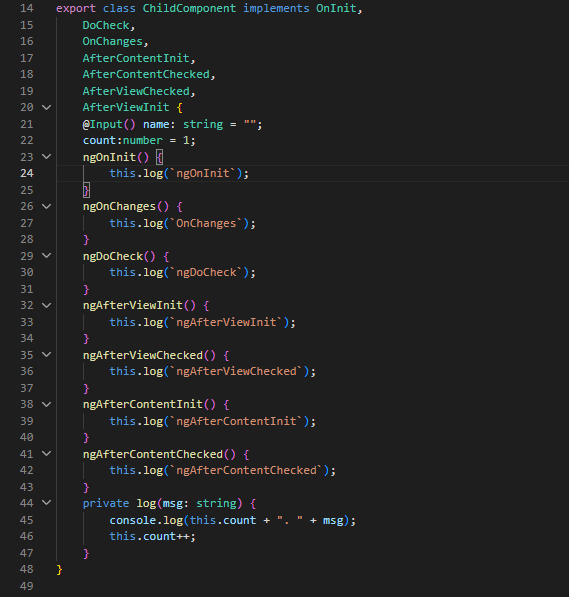 14 export class ChildComponent implements OnInit,
15     DoCheck,
16     OnChanges,
17     AfterContentInit,
18     AfterContentChecked,
19     AfterViewChecked,
20     AfterViewInit {
21     @Input() name: string = "";
22     count:number = 1;
23     ngOnInit() {
24         this.log(`ngOnInit`);
25     }
26     ngOnChanges() {
27         this.log(`OnChanges`);
28     }
29     ngDoCheck() {
30         this.log(`ngDoCheck`);
31     }
32     ngAfterViewInit() {
33         this.log(`ngAfterViewInit`);
34     }
35     ngAfterViewChecked() {
36         this.log(`ngAfterViewChecked`);
37     }
38     ngAfterContentInit() {
39         this.log(`ngAfterContentInit`);
40     }
41     ngAfterContentChecked() {
42         this.log(`ngAfterContentChecked`);
43     }
44     private log(msg: string) {
45         console.log(this.count + ". " + msg);
46         this.count++;
47     }
48 }
49